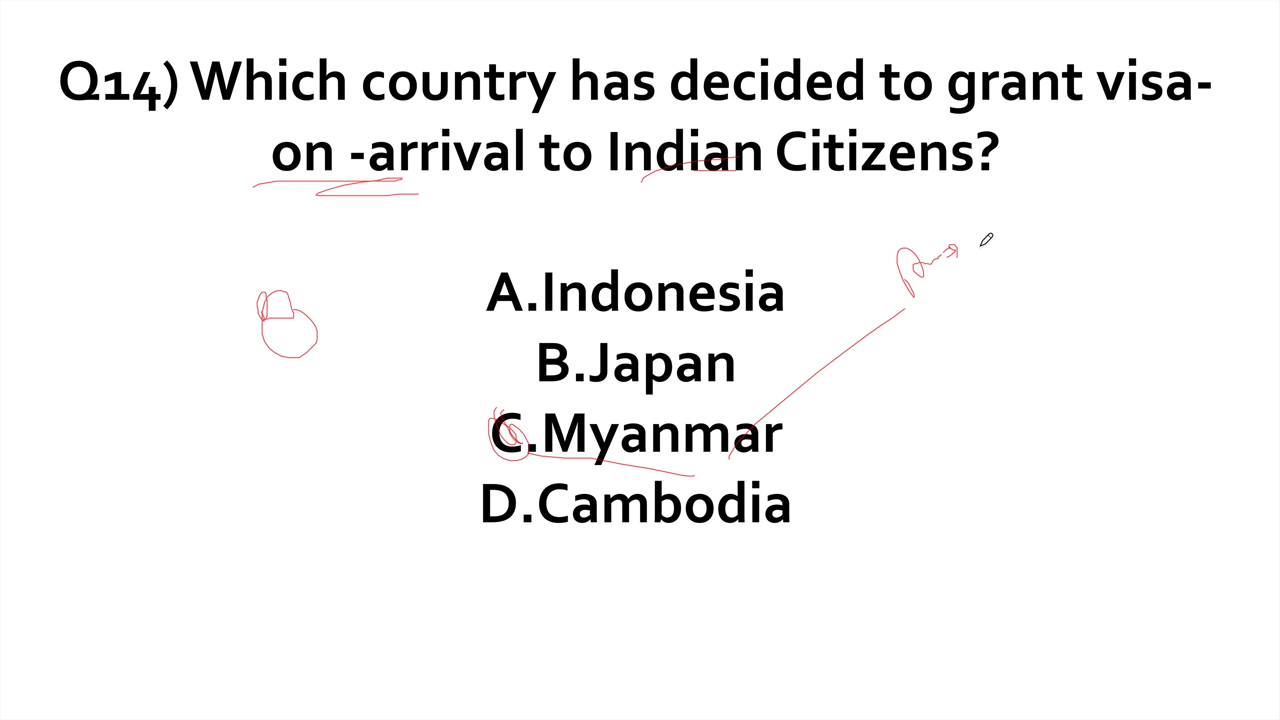 Q14) Which country has decided to grant visa-
on -arrival to Indian Citizens?
A.Indonesia
B.Japan
C.Myanmar
D.Cambodia